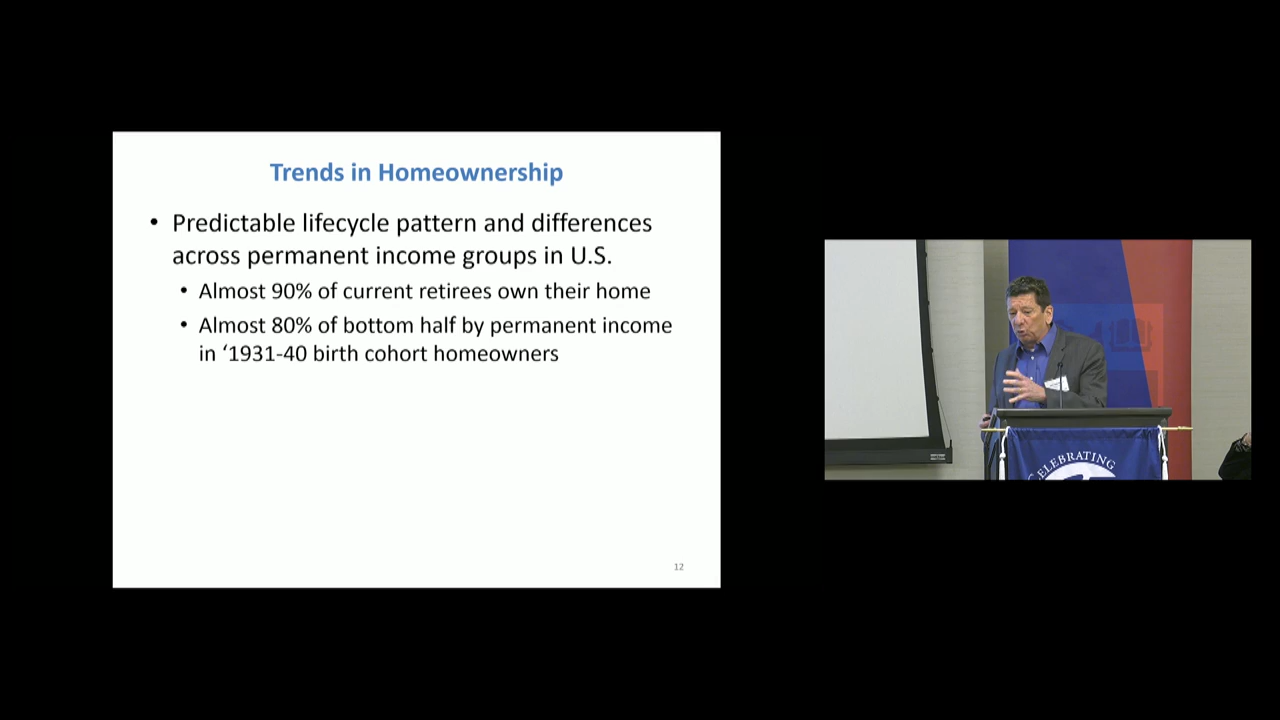 Trends in Homeownership
• Predictable lifecycle pattern and differences
across permanent income groups in U.S.
• Almost 90% of current retirees own their home
• Almost 80% of bottom half by permanent income
in ‘1931-40 birth cohort homeowners
12
CELEBRATING